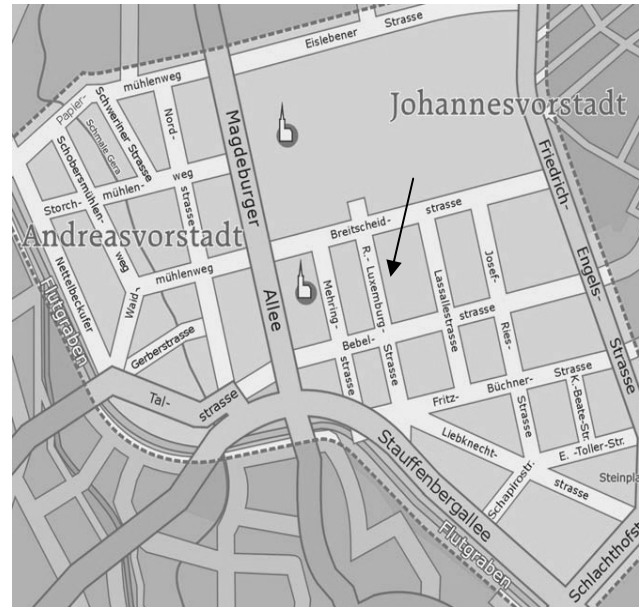 Eislebener Strasse
Papier-
mühlenweg
Schweriner Strasse
Schmale Gera
Schobersmühlen-
weg
Nord-
strasse
Storch-
mühlen-
weg
Magdeburger
Allee
Johannesvorstadt
Andreasvorstadt
Friedrich-
Engels-
Strasse
Breitscheid-
strasse
Nettelbeckufer
Flutgraben
Waid-
mühlenweg
Gerberstrasse
Mehring-
strasse
R.-Luxemburg-
Strasse
Lassallestrasse
Josef-
Ries-
Strasse
Bebel-
strasse
Tal-
strasse
Fritz-
Büchner-
Strasse
K.-Beate-Str.
Liebknecht-
strasse
E.-Toller-Str.
Schapirostr.
Steinpla
Stauffenbergallee
Flutgraben
Schlachthofst